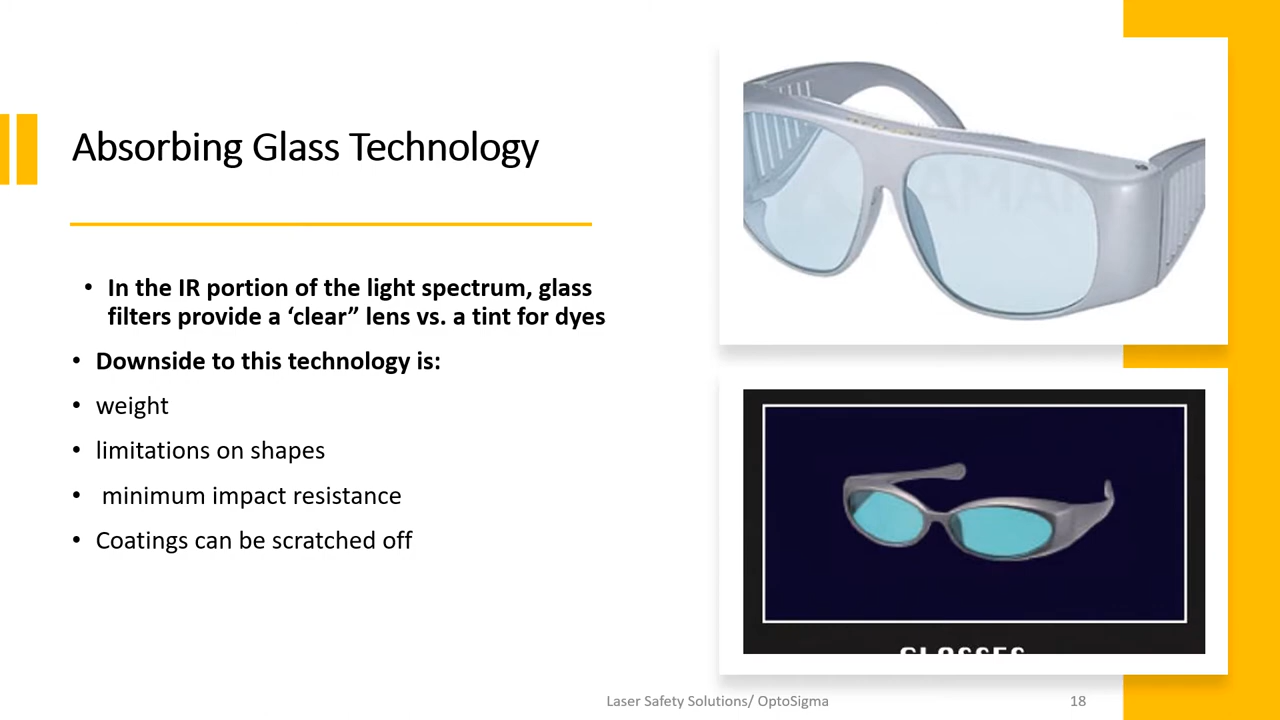 Absorbing Glass Technology
• In the IR portion of the light spectrum, glass
filters provide a ‘clear” lens vs. a tint for dyes
• Downside to this technology is:
• weight
• limitations on shapes
• minimum impact resistance
• Coatings can be scratched off
GLASSES
Laser Safety Solutions/ OptoSigma
18